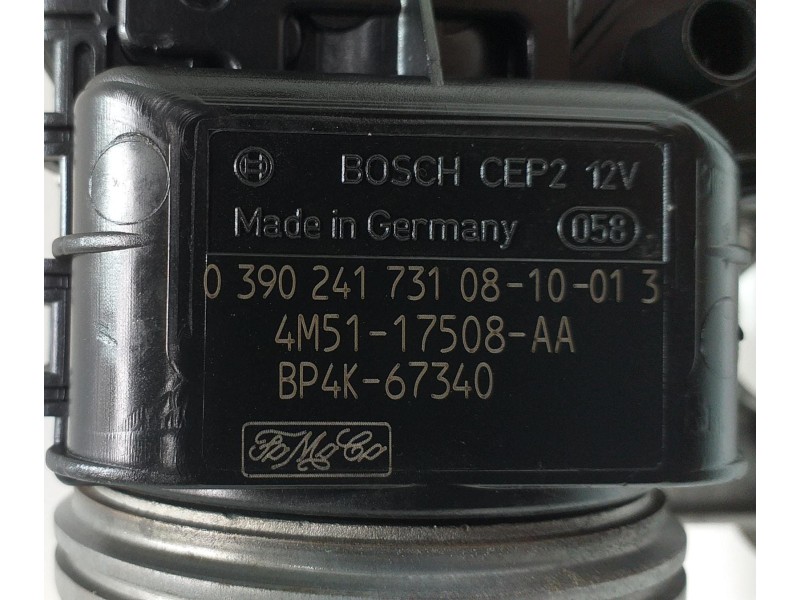 BOSCH CEP2 12V
Made in Germany 058
0 390 241 731 08-10-01 3
4M51-17508-AA
BP4K-67340
FoMoCo